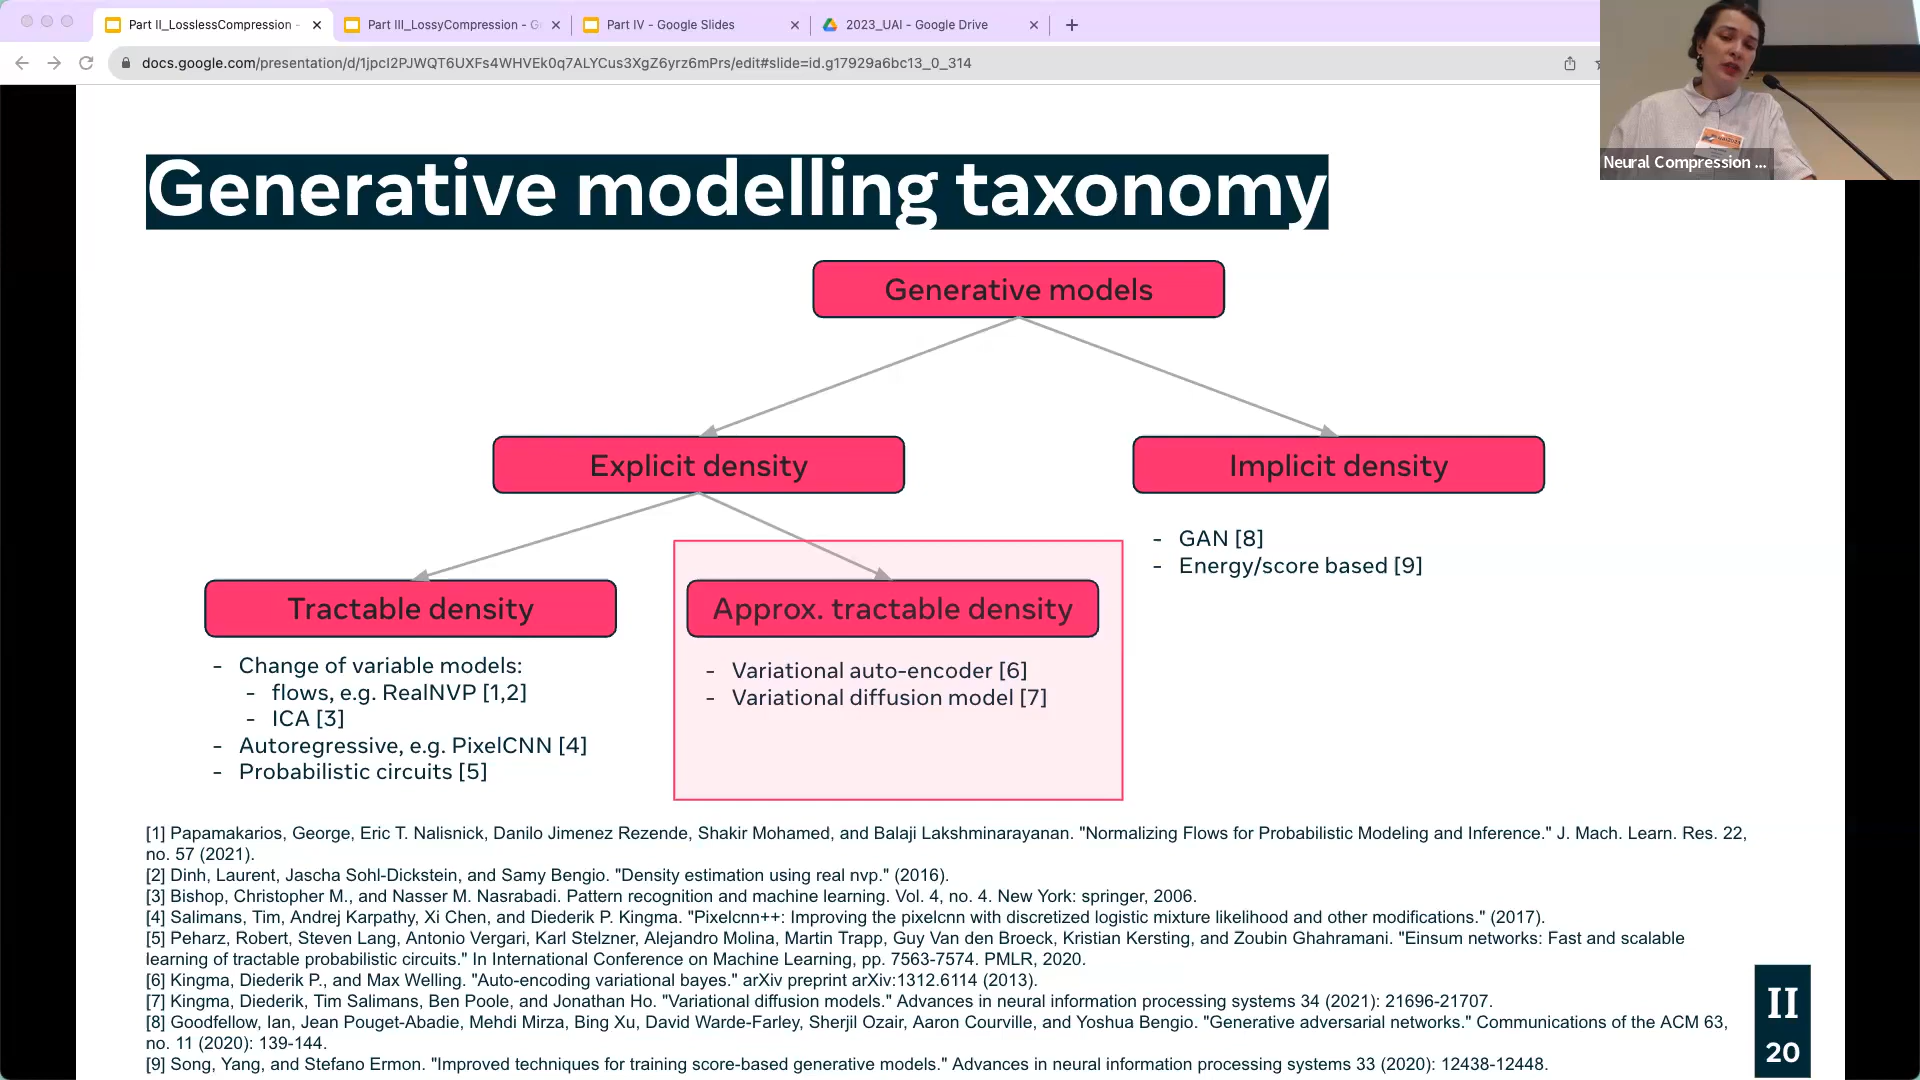 Part II_LosslessCompression -
Part III_LossyCompression - G
Part IV - Google Slides
2023_UAI - Google Drive
docs.google.com/presentation/d/1jpcI2PJWQT6UXFs4WHVEk0q7ALYCus3XgZ6yrz6mPrs/edit#slide=id.g17929a6bc13_0_314
Neural Compression ...
Generative modelling taxonomy
Generative models
Explicit density
Implicit density
- GAN [8]
- Energy/score based [9]
Tractable density
Approx. tractable density
- Change of variable models:
- flows, e.g. RealNVP [1,2]
- ICA [3]
- Autoregressive, e.g. PixelCNN [4]
- Probabilistic circuits [5]
- Variational auto-encoder [6]
- Variational diffusion model [7]
[1] Papamakarios, George, Eric T. Nalisnick, Danilo Jimenez Rezende, Shakir Mohamed, and Balaji Lakshminarayanan. "Normalizing Flows for Probabilistic Modeling and Inference." J. Mach. Learn. Res. 22,
no. 57 (2021).
[2] Dinh, Laurent, Jascha Sohl-Dickstein, and Samy Bengio. "Density estimation using real nvp." (2016).
[3] Bishop, Christopher M., and Nasser M. Nasrabadi. Pattern recognition and machine learning. Vol. 4, no. 4. New York: springer, 2006.
[4] Salimans, Tim, Andrej Karpathy, Xi Chen, and Diederik P. Kingma. "Pixelcnn++: Improving the pixelcnn with discretized logistic mixture likelihood and other modifications." (2017).
[5] Peharz, Robert, Steven Lang, Antonio Vergari, Karl Stelzner, Alejandro Molina, Martin Trapp, Guy Van den Broeck, Kristian Kersting, and Zoubin Ghahramani. "Einsum networks: Fast and scalable
learning of tractable probabilistic circuits." In International Conference on Machine Learning, pp. 7563-7574. PMLR, 2020.
[6] Kingma, Diederik P., and Max Welling. "Auto-encoding variational bayes." arXiv preprint arXiv:1312.6114 (2013).
[7] Kingma, Diederik, Tim Salimans, Ben Poole, and Jonathan Ho. "Variational diffusion models." Advances in neural information processing systems 34 (2021): 21696-21707.
[8] Goodfellow, Ian, Jean Pouget-Abadie, Mehdi Mirza, Bing Xu, David Warde-Farley, Sherjil Ozair, Aaron Courville, and Yoshua Bengio. "Generative adversarial networks." Communications of the ACM 63,
no. 11 (2020): 139-144.
[9] Song, Yang, and Stefano Ermon. "Improved techniques for training score-based generative models." Advances in neural information processing systems 33 (2020): 12438-12448.
II
20